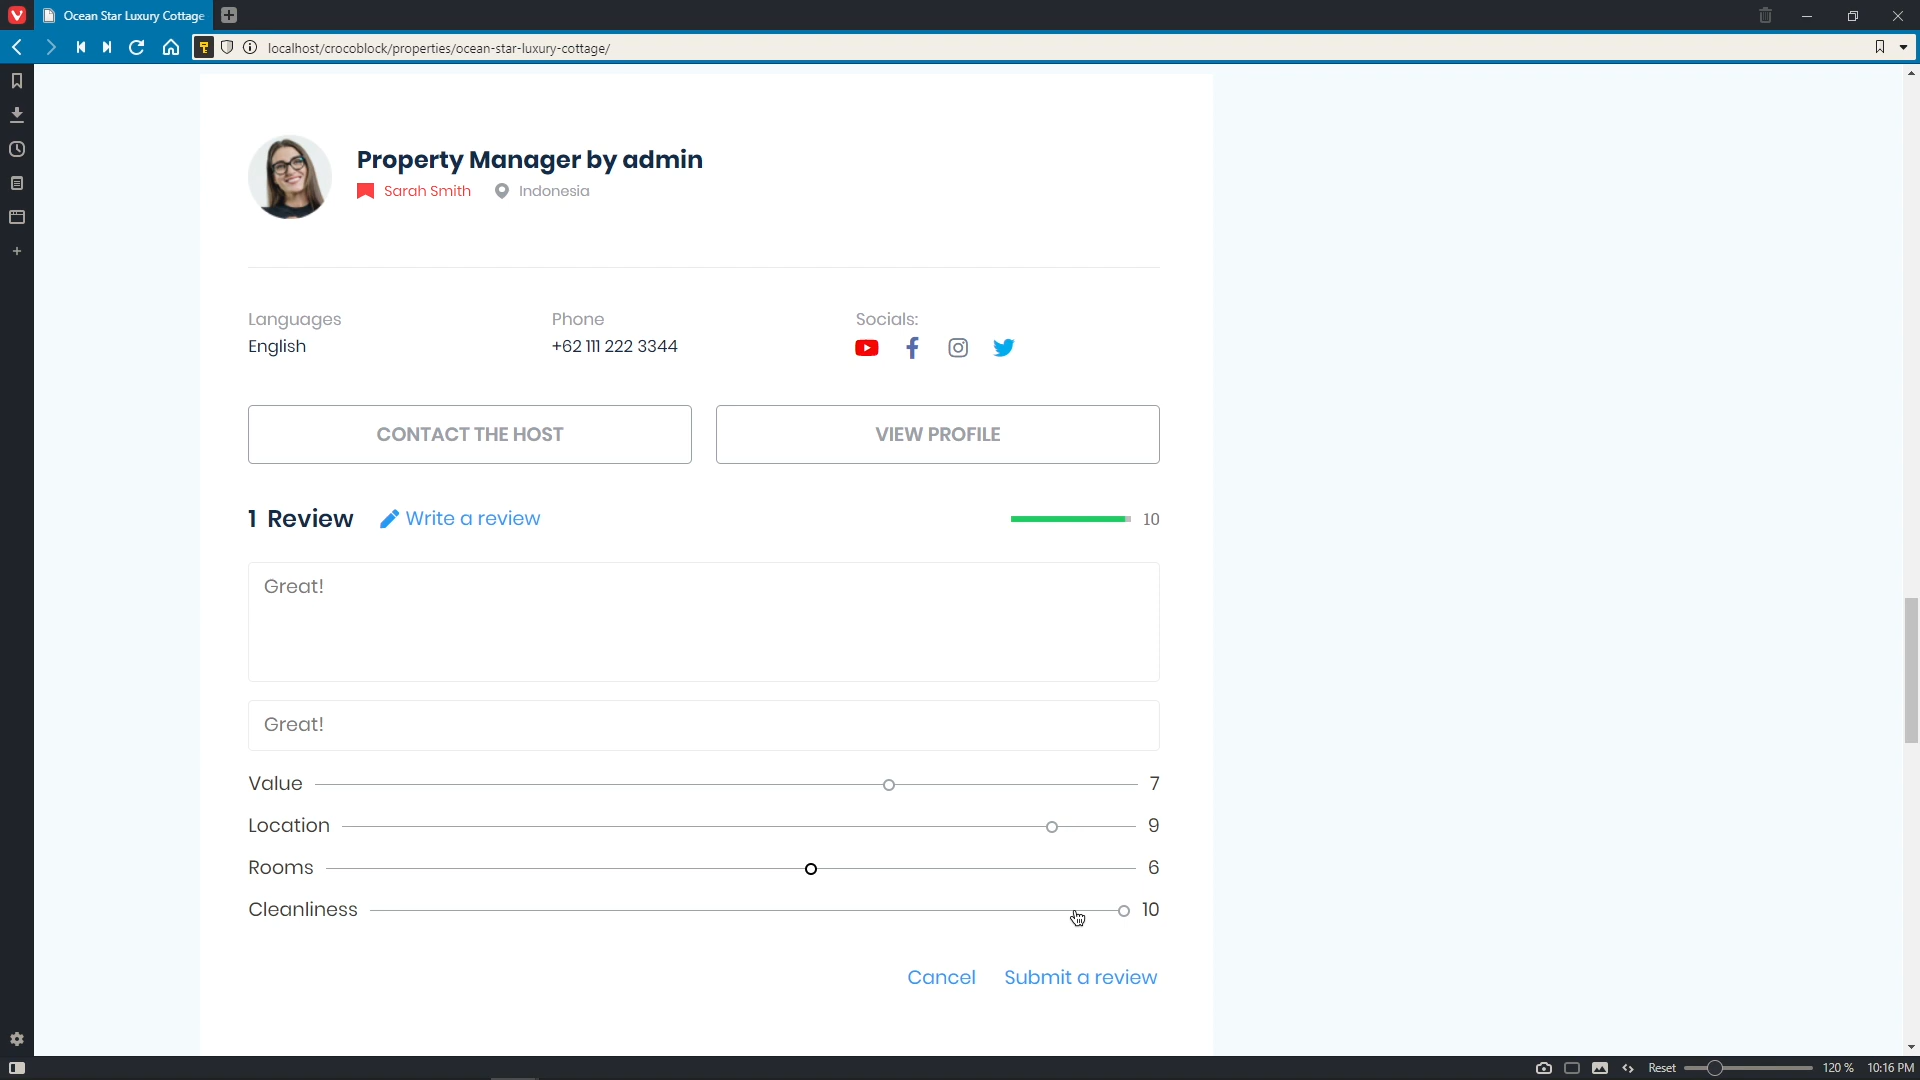 Ocean Star Luxury Cottage
localhost/crocoblock/properties/ocean-star-luxury-cottage/
Property Manager by admin
Sarah Smith Indonesia
Languages Phone Socials:
English +62 111 222 3344
CONTACT THE HOST VIEW PROFILE
1 Review Write a review 10
Great!
Great!
Value 7
Location 9
Rooms 6
Cleanliness 10
Cancel Submit a review
Reset 120 % 10:16 PM